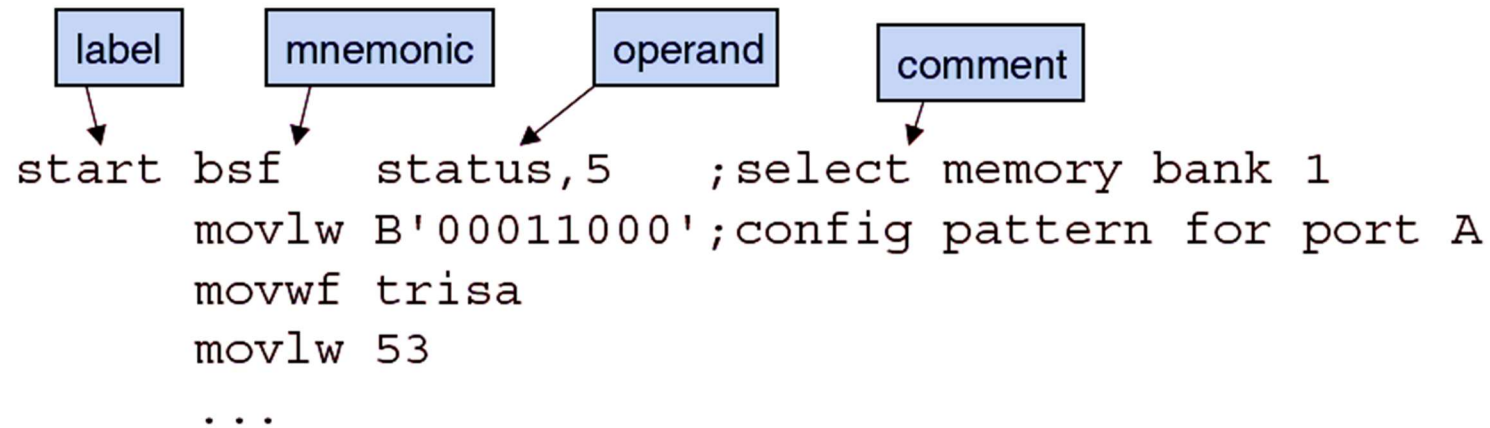 label mnemonic operand comment
start bsf status,5 ;select memory bank 1
movlw B'00011000';config pattern for port A
movwf trisa
movlw 53
...